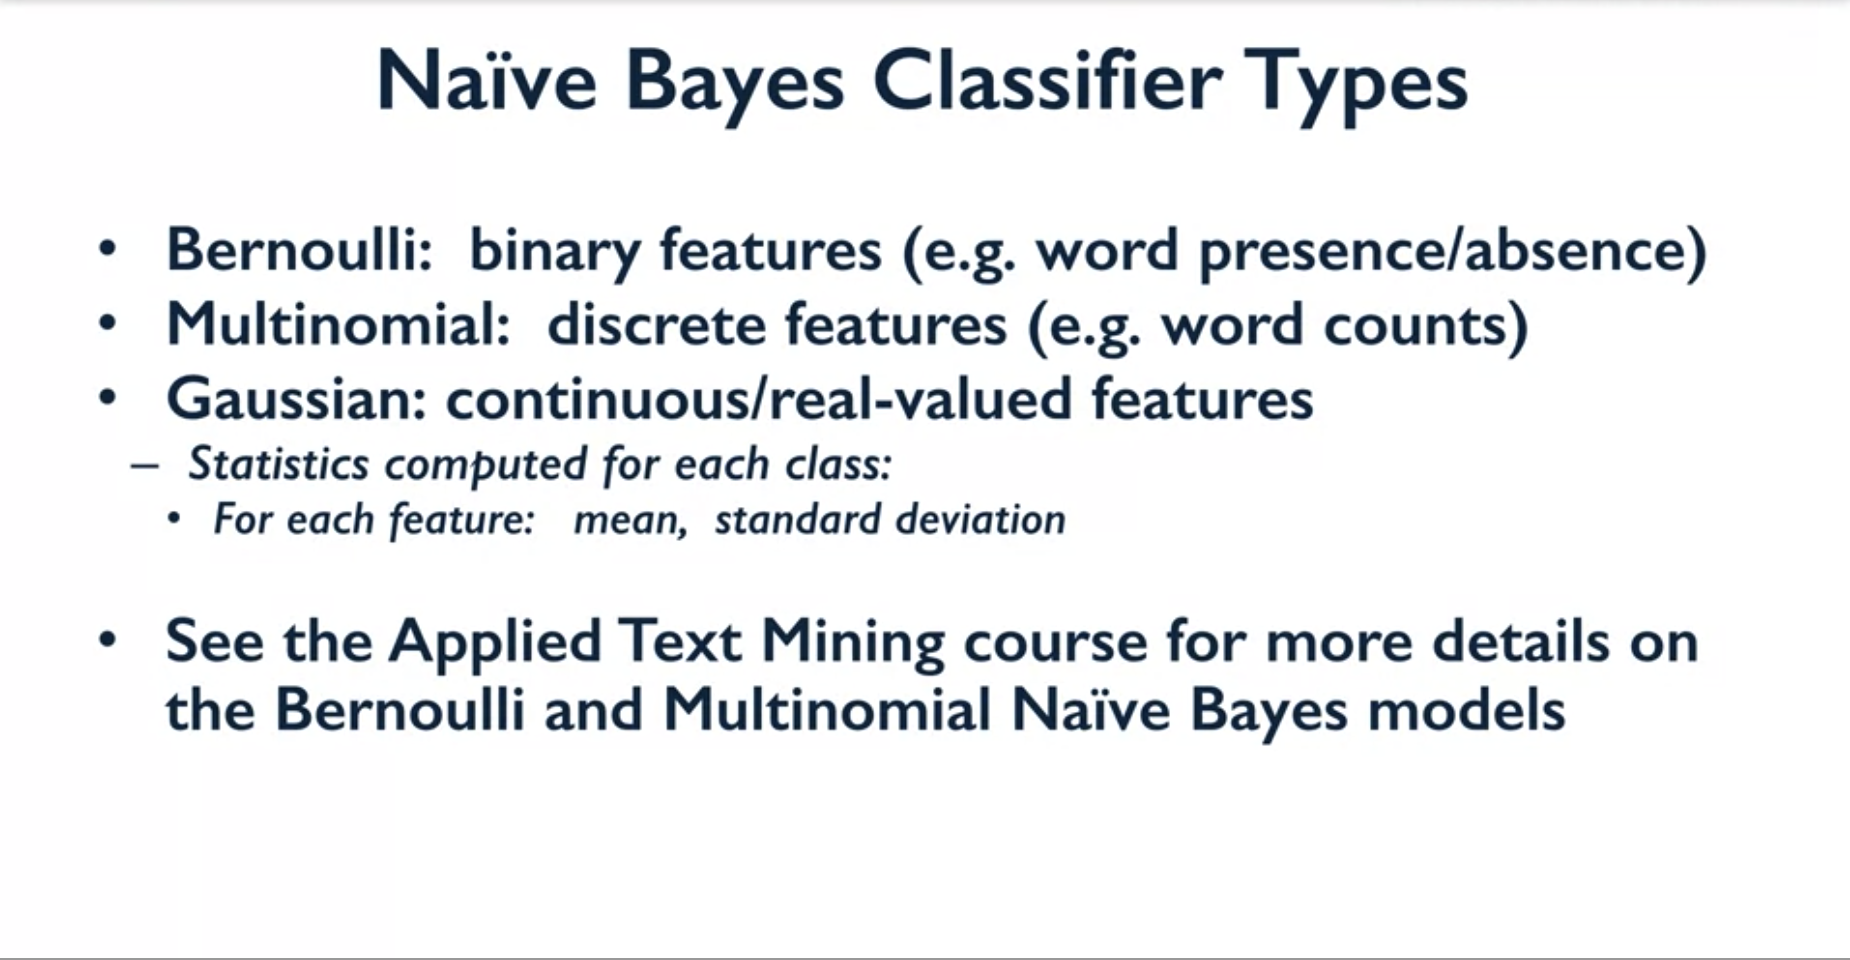 Naïve Bayes Classifier Types
• Bernoulli: binary features (e.g. word presence/absence)
• Multinomial: discrete features (e.g. word counts)
• Gaussian: continuous/real-valued features
– Statistics computed for each class:
• For each feature: mean, standard deviation
• See the Applied Text Mining course for more details on
the Bernoulli and Multinomial Naïve Bayes models